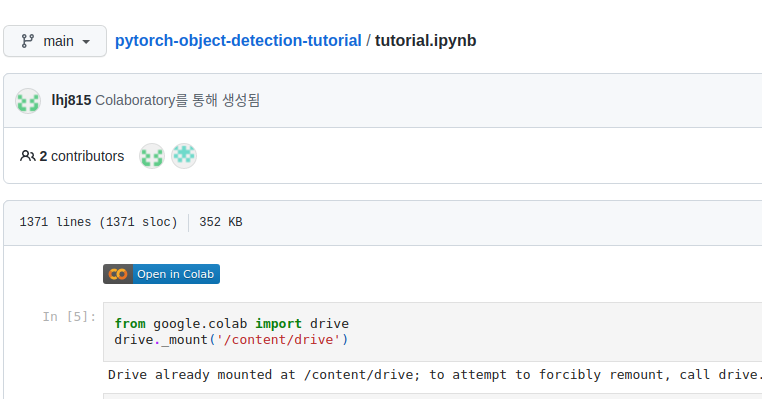 main pytorch-object-detection-tutorial / tutorial.ipynb
lhj815 Colaboratory를 통해 생성됨
2 contributors
1371 lines (1371 sloc) 352 KB
Open in Colab
In [5]: from google.colab import drive
drive._mount('/content/drive')
Drive already mounted at /content/drive; to attempt to forcibly remount, call drive.